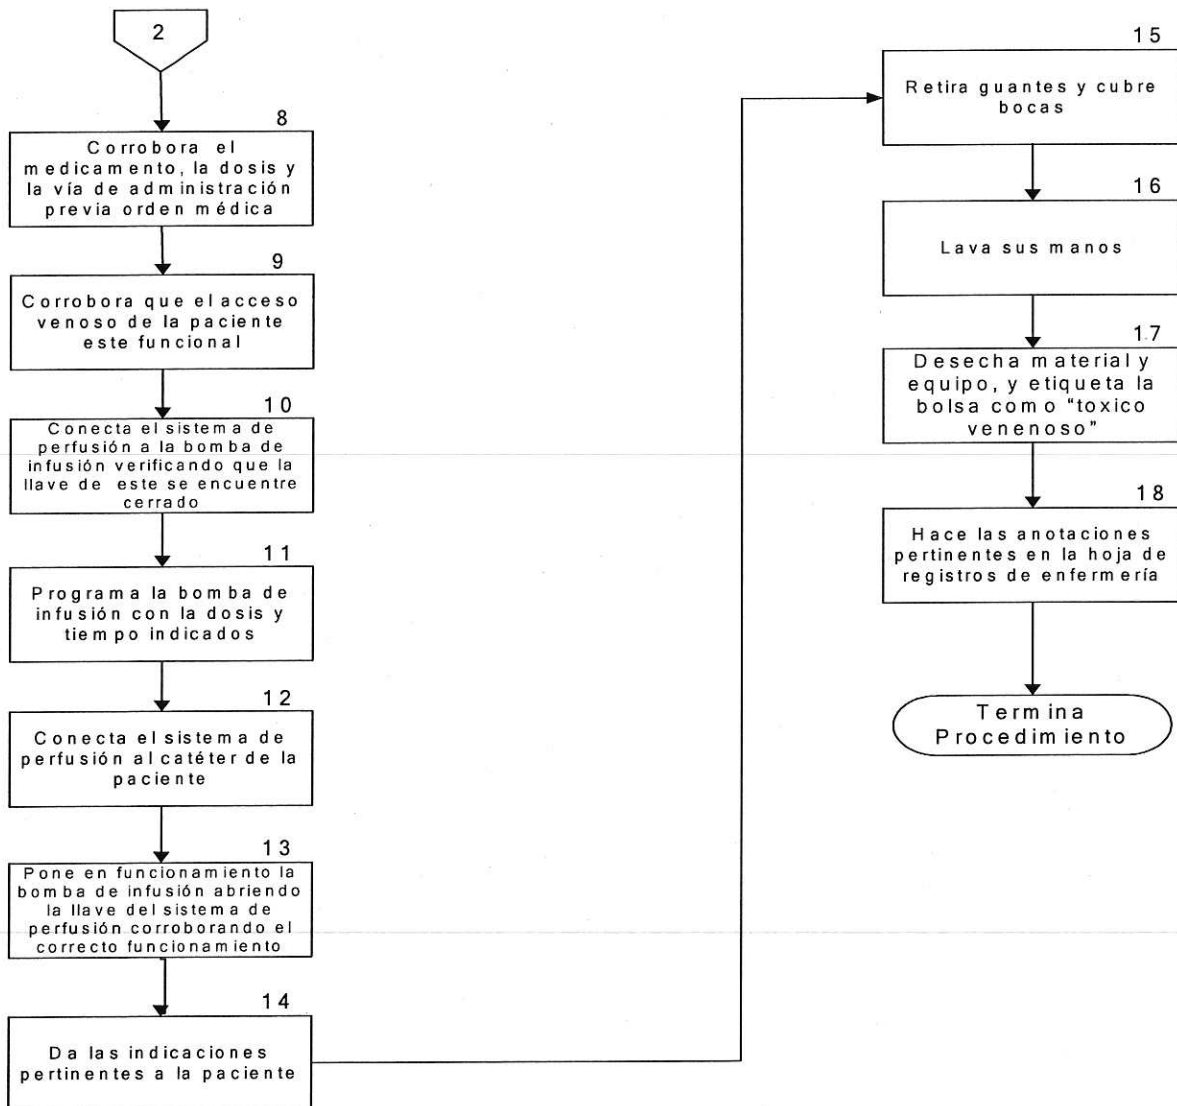 2
8
Corrobora el
medicamento, la dosis y
la vía de administración
previa orden médica
9
Corrobora que el acceso
venoso de la paciente
este funcional
10
Conecta el sistema de
perfusión a la bomba de
infusión verificando que la
llave de este se encuentre
cerrado
11
Programa la bomba de
infusión con la dosis y
tiempo indicados
12
Conecta el sistema de
perfusión al catéter de la
paciente
13
Pone en funcionamiento la
bomba de infusión abriendo
la llave del sistema de
perfusión corroborando el
correcto funcionamiento
14
Da las indicaciones
pertinentes a la paciente
15
Retira guantes y cubre
bocas
16
Lava sus manos
17
Desecha material y
equipo, y etiqueta la
bolsa como "toxico
venenoso"
18
Hace las anotaciones
pertinentes en la hoja de
registros de enfermería
Termina
Procedimiento